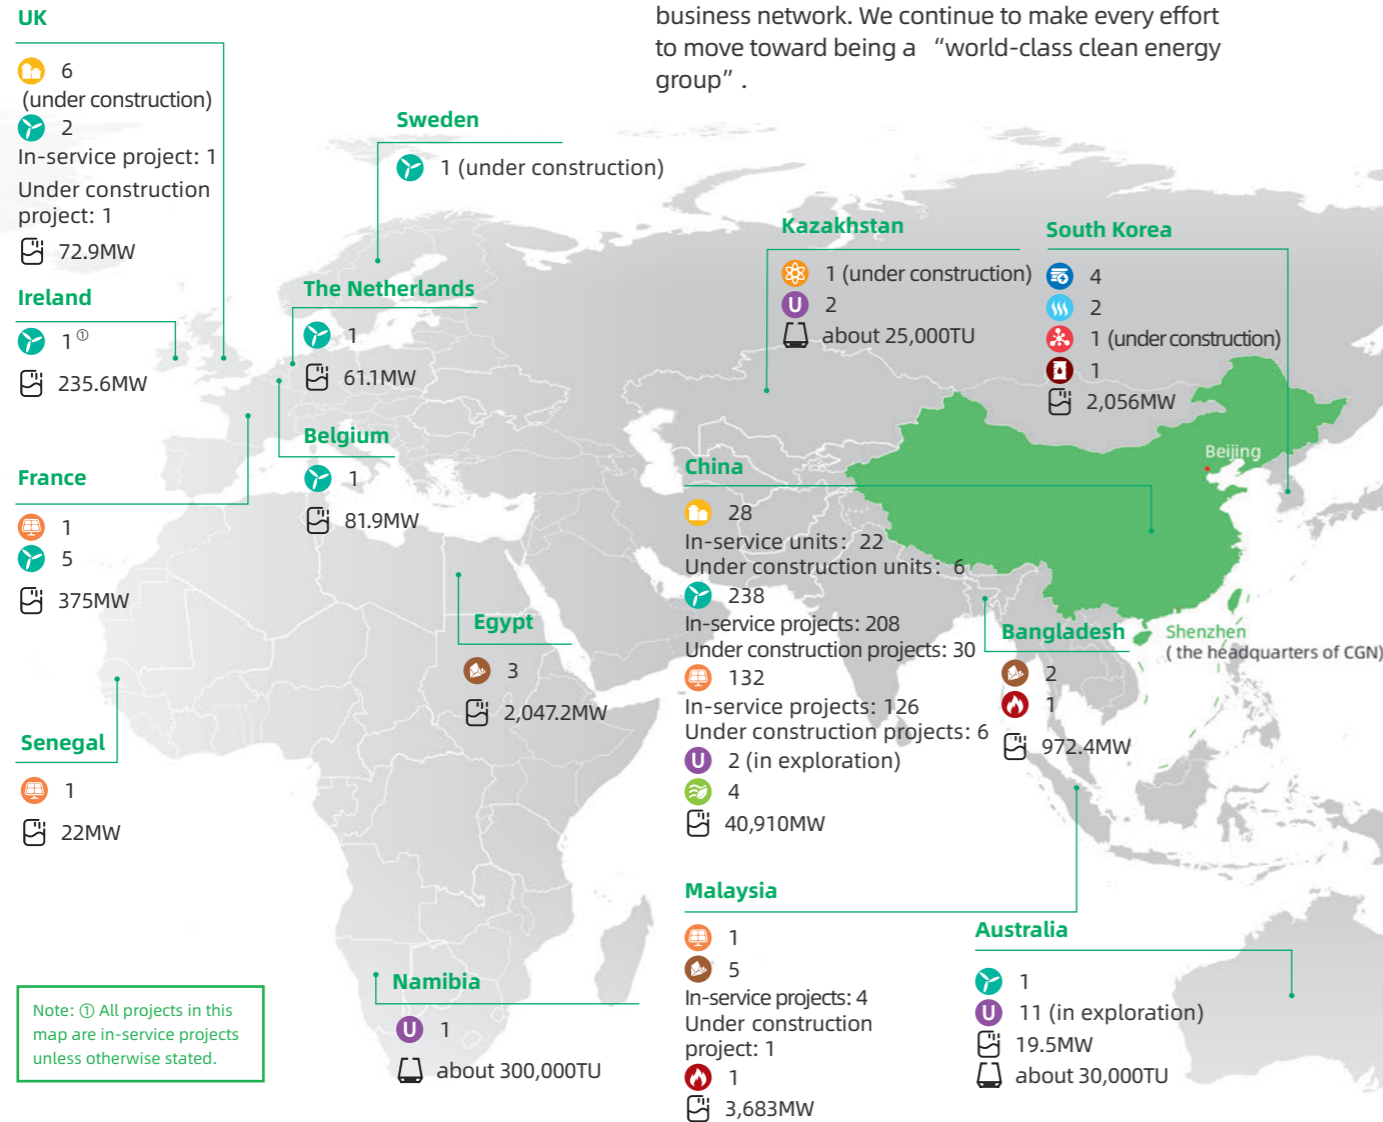 business network. We continue to make every effort
to move toward being a “world-class clean energy
group”.
UK
6
(under construction)
2
In-service project: 1
Under construction
project: 1
72.9MW
Ireland
1①
235.6MW
France
1
5
375MW
Senegal
1
22MW
Sweden
1 (under construction)
The Netherlands
1
61.1MW
Belgium
1
81.9MW
Egypt
3
2,047.2MW
Namibia
U 1
about 300,000TU
Kazakhstan
1 (under construction)
U 2
about 25,000TU
South Korea
4
2
1 (under construction)
1
2,056MW
China
28
In-service units: 22
Under construction units: 6
238
In-service projects: 208
Under construction projects: 30
132
In-service projects: 126
Under construction projects: 6
U 2 (in exploration)
4
40,910MW
Beijing
Shenzhen
( the headquarters of CGN)
Bangladesh
2
1
972.4MW
Malaysia
1
5
In-service projects: 4
Under construction
project: 1
1
3,683MW
Australia
1
U 11 (in exploration)
19.5MW
about 30,000TU
Note: ① All projects in this
map are in-service projects
unless otherwise stated.